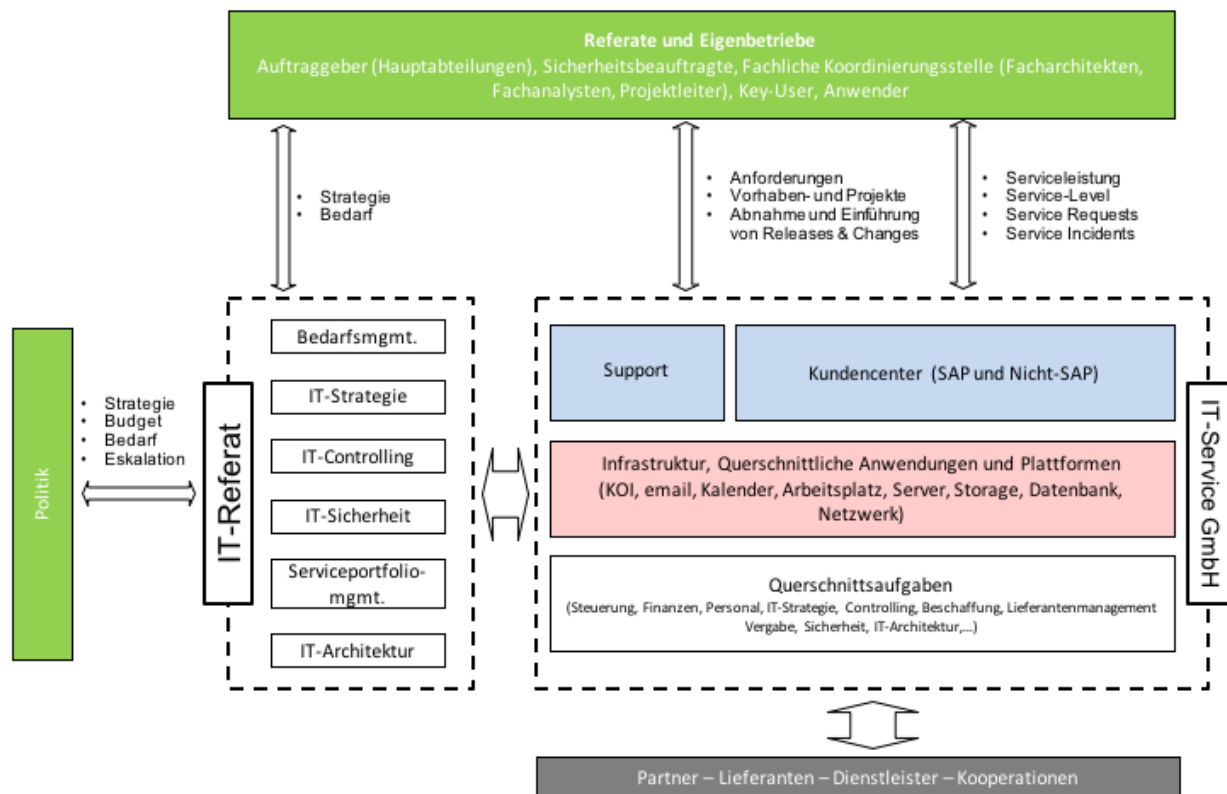 Referate und Eigenbetriebe
Auftraggeber (Hauptabteilungen), Sicherheitsbeauftragte, Fachliche Koordinierungsstelle (Facharchitekten,
Fachanalysten, Projektleiter), Key-User, Anwender
• Strategie
• Bedarf
• Anforderungen
• Vorhaben- und Projekte
• Abnahme und Einführung
von Releases & Changes
• Serviceleistung
• Service-Level
• Service Requests
• Service Incidents
Politik
• Strategie
• Budget
• Bedarf
• Eskalation
IT-Referat
Bedarfsmgmt.
IT-Strategie
IT-Controlling
IT-Sicherheit
Serviceportfolio-
mgmt.
IT-Architektur
Support
Kundencenter (SAP und Nicht-SAP)
Infrastruktur, Querschnittliche Anwendungen und Plattformen
(KOI, email, Kalender, Arbeitsplatz, Server, Storage, Datenbank,
Netzwerk)
Querschnittsaufgaben
(Steuerung, Finanzen, Personal, IT-Strategie, Controlling, Beschaffung, Lieferantenmanagement
Vergabe, Sicherheit, IT-Architektur,...)
IT-Service GmbH
Partner – Lieferanten – Dienstleister – Kooperationen